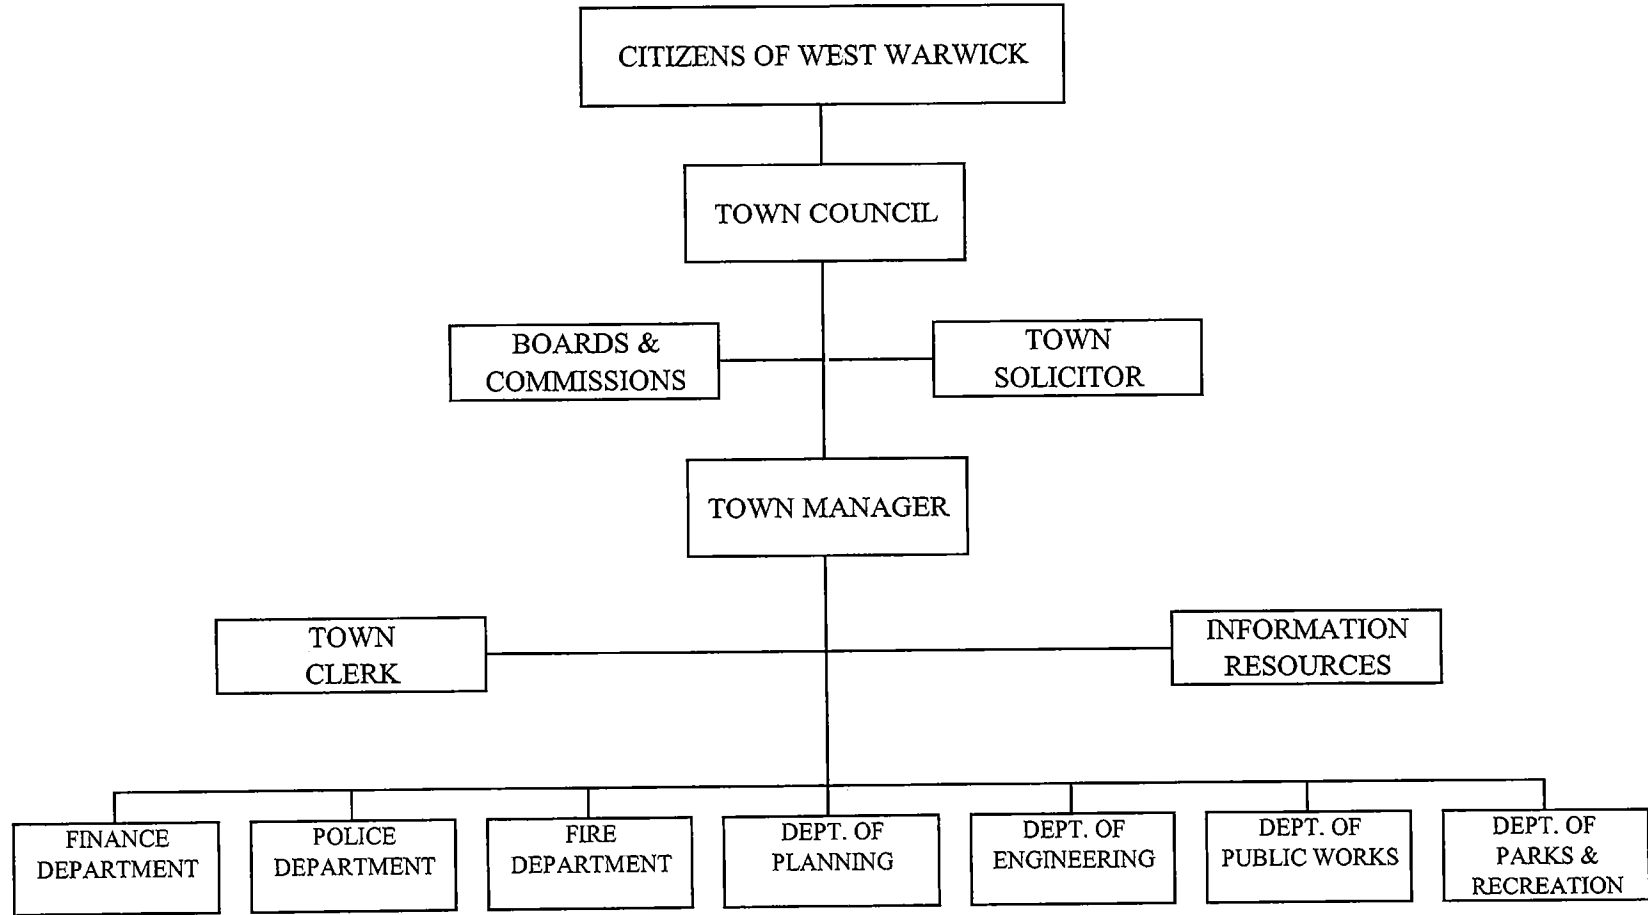 CITIZENS OF WEST WARWICK
TOWN COUNCIL
BOARDS &
COMMISSIONS
TOWN
SOLICITOR
TOWN MANAGER
TOWN
CLERK
INFORMATION
RESOURCES
FINANCE
DEPARTMENT
POLICE
DEPARTMENT
FIRE
DEPARTMENT
DEPT. OF
PLANNING
DEPT. OF
ENGINEERING
DEPT. OF
PUBLIC WORKS
DEPT. OF
PARKS &
RECREATION